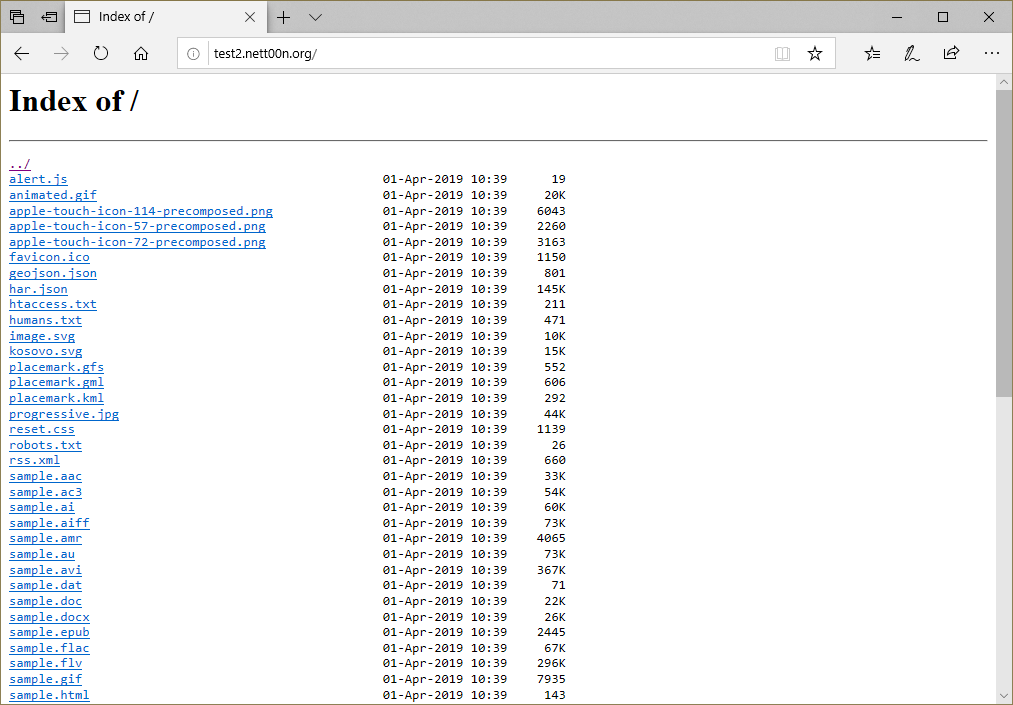 Index of /
test2.nett00n.org/
Index of /
../
alert.js 01-Apr-2019 10:39 19
animated.gif 01-Apr-2019 10:39 20K
apple-touch-icon-114-precomposed.png 01-Apr-2019 10:39 6043
apple-touch-icon-57-precomposed.png 01-Apr-2019 10:39 2260
apple-touch-icon-72-precomposed.png 01-Apr-2019 10:39 3163
favicon.ico 01-Apr-2019 10:39 1150
geojson.json 01-Apr-2019 10:39 801
har.json 01-Apr-2019 10:39 145K
htaccess.txt 01-Apr-2019 10:39 211
humans.txt 01-Apr-2019 10:39 471
image.svg 01-Apr-2019 10:39 10K
kosovo.svg 01-Apr-2019 10:39 15K
placemark.gfs 01-Apr-2019 10:39 552
placemark.gml 01-Apr-2019 10:39 606
placemark.kml 01-Apr-2019 10:39 292
progressive.jpg 01-Apr-2019 10:39 44K
reset.css 01-Apr-2019 10:39 1139
robots.txt 01-Apr-2019 10:39 26
rss.xml 01-Apr-2019 10:39 660
sample.aac 01-Apr-2019 10:39 33K
sample.ac3 01-Apr-2019 10:39 54K
sample.ai 01-Apr-2019 10:39 60K
sample.aiff 01-Apr-2019 10:39 73K
sample.amr 01-Apr-2019 10:39 4065
sample.au 01-Apr-2019 10:39 73K
sample.avi 01-Apr-2019 10:39 367K
sample.dat 01-Apr-2019 10:39 71
sample.doc 01-Apr-2019 10:39 22K
sample.docx 01-Apr-2019 10:39 26K
sample.epub 01-Apr-2019 10:39 2445
sample.flac 01-Apr-2019 10:39 67K
sample.flv 01-Apr-2019 10:39 296K
sample.gif 01-Apr-2019 10:39 7935
sample.html 01-Apr-2019 10:39 143